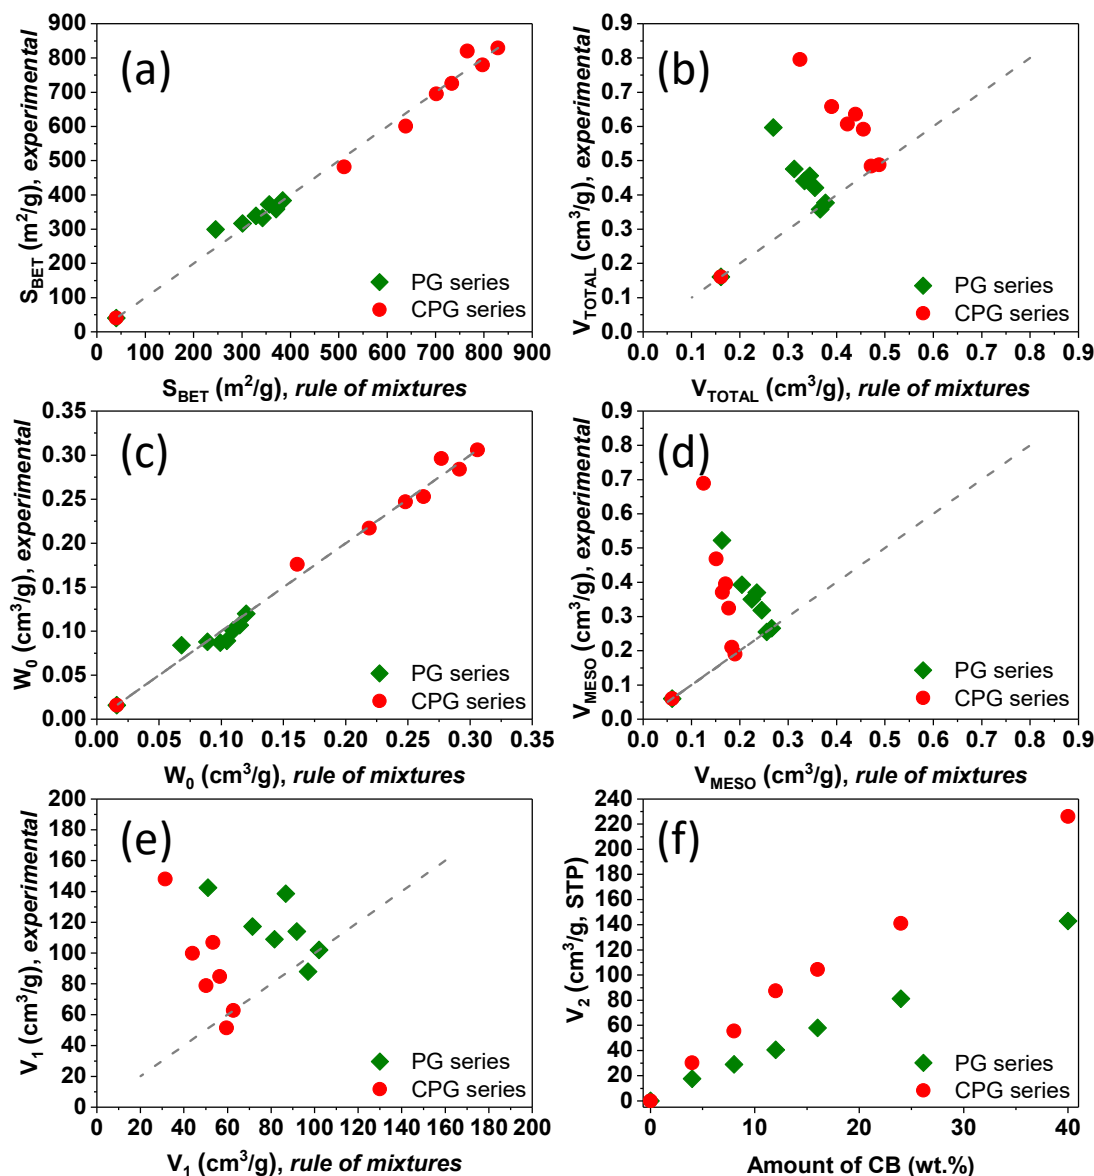 900
800
700
600
500
400
300
200
100
0
S_BET (m²/g), experimental
(a)
PG series
CPG series
0 100 200 300 400 500 600 700 800 900
S_BET (m²/g), rule of mixtures
0.9
0.8
0.7
0.6
0.5
0.4
0.3
0.2
0.1
0.0
V_TOTAL (cm³/g), experimental
(b)
PG series
CPG series
0.0 0.1 0.2 0.3 0.4 0.5 0.6 0.7 0.8 0.9
V_TOTAL (cm³/g), rule of mixtures
0.35
0.30
0.25
0.20
0.15
0.10
0.05
0.00
W₀ (cm³/g), experimental
(c)
PG series
CPG series
0.00 0.05 0.10 0.15 0.20 0.25 0.30 0.35
W₀ (cm³/g), rule of mixtures
0.9
0.8
0.7
0.6
0.5
0.4
0.3
0.2
0.1
0.0
V_MESO (cm³/g), experimental
(d)
PG series
CPG series
0.0 0.1 0.2 0.3 0.4 0.5 0.6 0.7 0.8 0.9
V_MESO (cm³/g), rule of mixtures
200
180
160
140
120
100
80
60
40
20
0
V₁ (cm³/g), experimental
(e)
PG series
CPG series
0 20 40 60 80 100 120 140 160 180 200
V₁ (cm³/g), rule of mixtures
240
220
200
180
160
140
120
100
80
60
40
20
0
V₂ (cm³/g, STP)
(f)
PG series
CPG series
0 10 20 30 40
Amount of CB (wt.%)